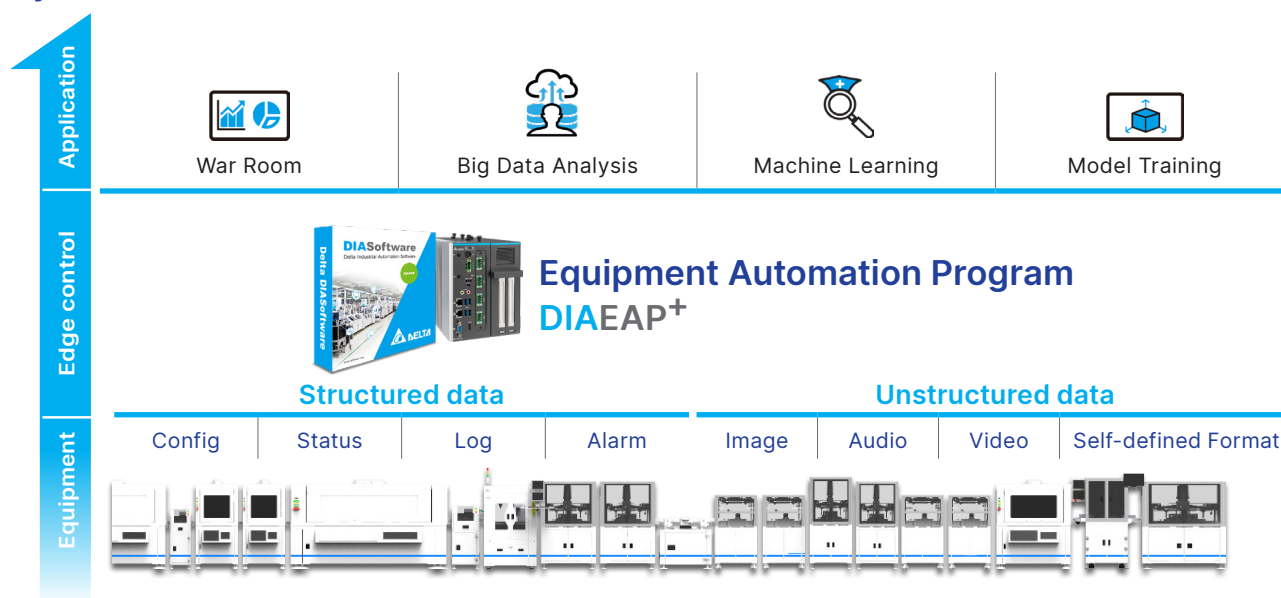 Application
War Room
Big Data Analysis
Machine Learning
Model Training
Edge control
DIASoftware
Delta Industrial Automation Software
Delta DIASoftware
DELTA
Equipment Automation Program
DIAEAP+
Structured data
Unstructured data
Equipment
Config
Status
Log
Alarm
Image
Audio
Video
Self-defined Format